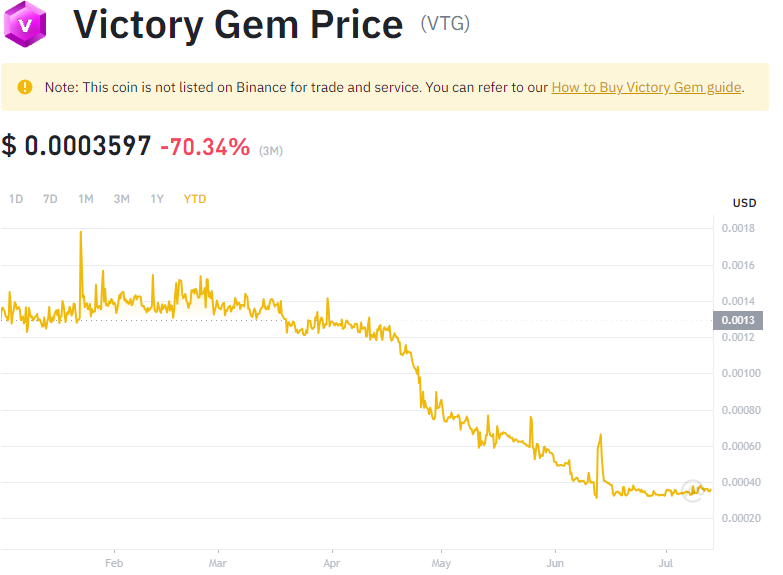 V
Victory Gem Price (VTG)
Note: This coin is not listed on Binance for trade and service. You can refer to our How to Buy Victory Gem guide.
$ 0.0003597 -70.34% (3M)
1D 7D 1M 3M 1Y YTD
USD
0.0018
0.0016
0.0014
0.0013
0.0012
0.00100
0.00080
0.00060
0.00040
0.00020
Feb Mar Apr May Jun Jul